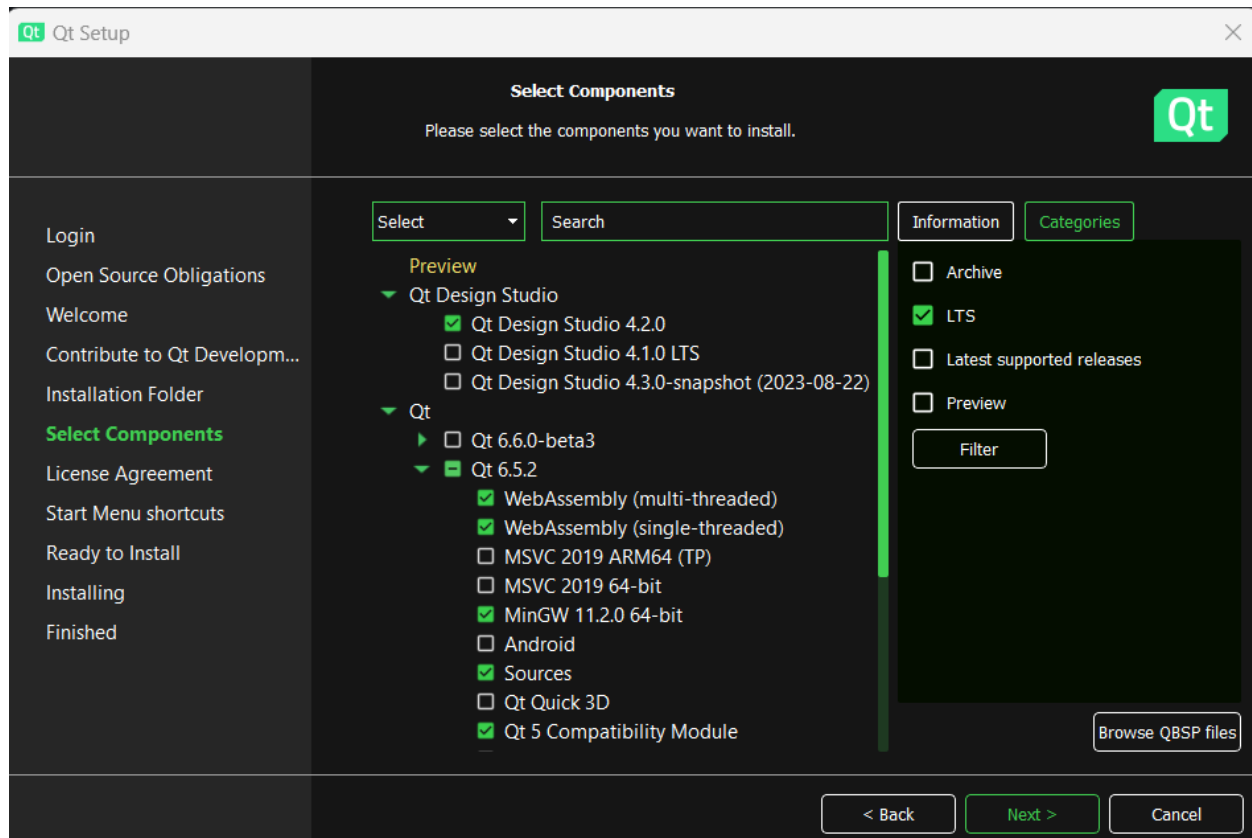 Qt Qt Setup
Select Components
Please select the components you want to install.
Qt
Login
Open Source Obligations
Welcome
Contribute to Qt Developm...
Installation Folder
Select Components
License Agreement
Start Menu shortcuts
Ready to Install
Installing
Finished
Select
Search
Preview
Qt Design Studio
Qt Design Studio 4.2.0
Qt Design Studio 4.1.0 LTS
Qt Design Studio 4.3.0-snapshot (2023-08-22)
Qt
Qt 6.6.0-beta3
Qt 6.5.2
WebAssembly (multi-threaded)
WebAssembly (single-threaded)
MSVC 2019 ARM64 (TP)
MSVC 2019 64-bit
MinGW 11.2.0 64-bit
Android
Sources
Qt Quick 3D
Qt 5 Compatibility Module
Information
Categories
Archive
LTS
Latest supported releases
Preview
Filter
Browse QBSP files
< Back
Next >
Cancel